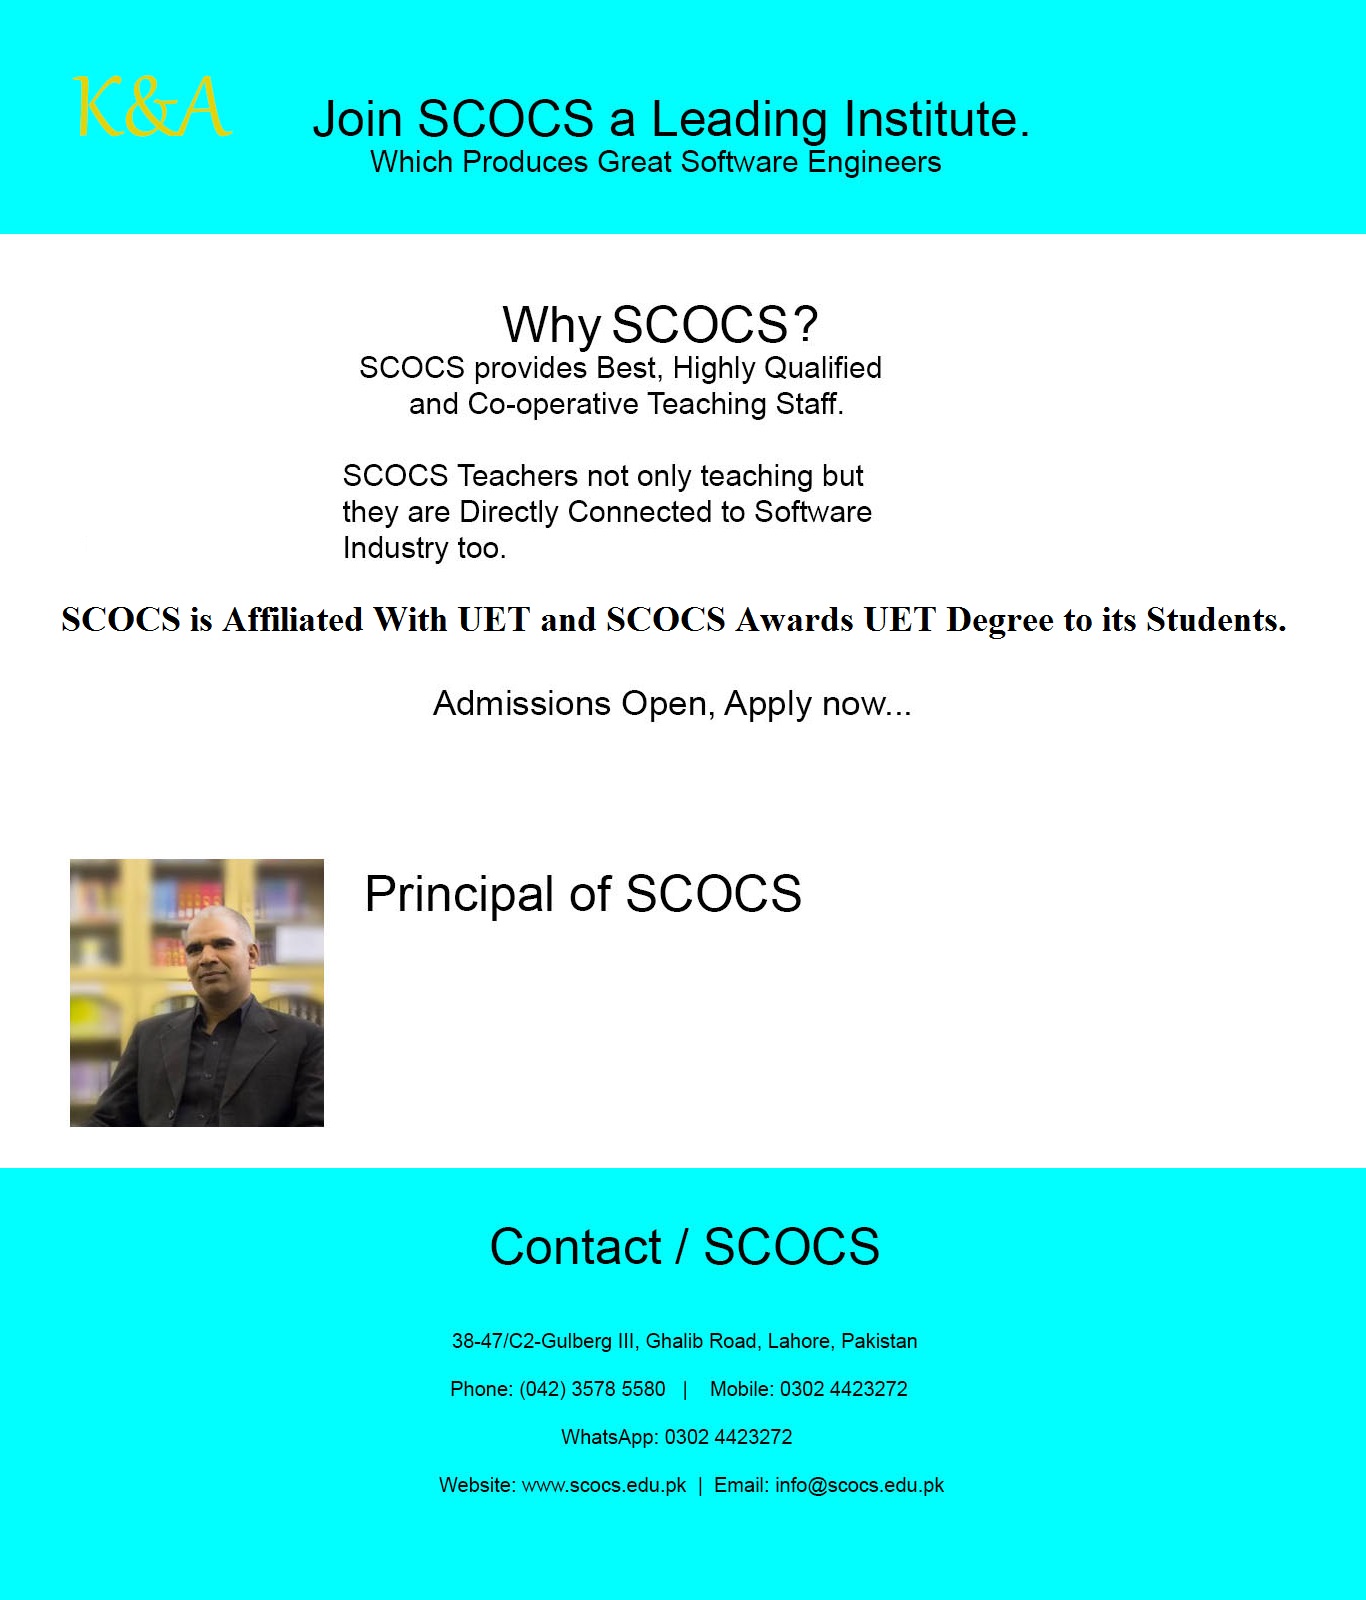 K&A
Join SCOCS a Leading Institute.
Which Produces Great Software Engineers
Why SCOCS?
SCOCS provides Best, Highly Qualified
and Co-operative Teaching Staff.
SCOCS Teachers not only teaching but
they are Directly Connected to Software
Industry too.
SCOCS is Affiliated With UET and SCOCS Awards UET Degree to its Students.
Admissions Open, Apply now...
Principal of SCOCS
Contact / SCOCS
38-47/C2-Gulberg III, Ghalib Road, Lahore, Pakistan
Phone: (042) 3578 5580 | Mobile: 0302 4423272
WhatsApp: 0302 4423272
Website: www.scocs.edu.pk | Email: info@scocs.edu.pk